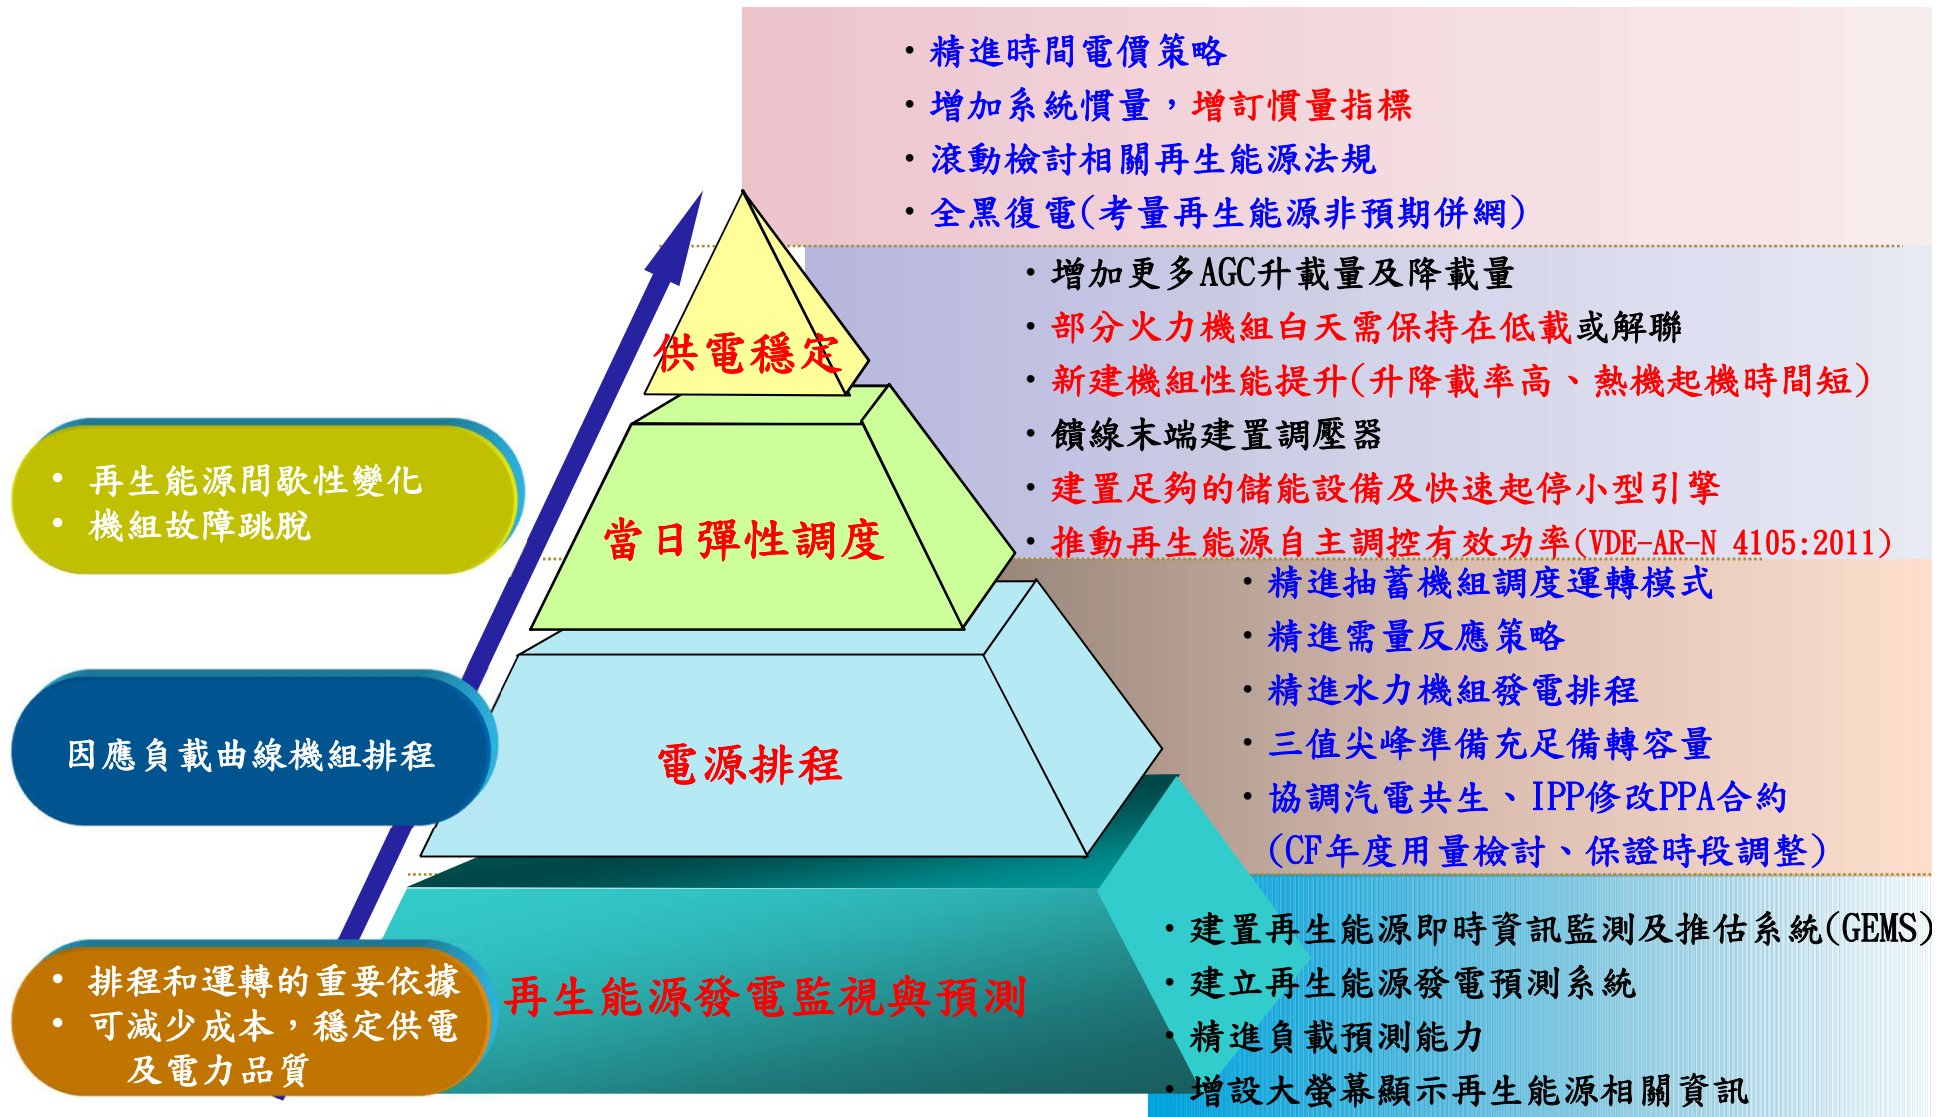 ・精進時間電價策略
・增加系統慣量，增訂慣量指標
・滾動檢討相關再生能源法規
・全黑復電(考量再生能源非預期併網)
供電穩定
・增加更多AGC升載量及降載量
・部分火力機組白天需保持在低載或解聯
・新建機組性能提升(升降載率高、熱機起機時間短)
・饋線末端建置調壓器
・建置足夠的儲能設備及快速起停小型引擎
・推動再生能源自主調控有效功率(VDE-AR-N 4105:2011)
• 再生能源間歇性變化
• 機組故障跳脫
當日彈性調度
・精進抽蓄機組調度運轉模式
・精進需量反應策略
・精進水力機組發電排程
・三值尖峰準備充足備轉容量
・協調汽電共生、IPP修改PPA合約
(CF年度用量檢討、保證時段調整)
因應負載曲線機組排程
電源排程
・建置再生能源即時資訊監測及推估系統(GEMS)
・建立再生能源發電預測系統
・精進負載預測能力
・增設大螢幕顯示再生能源相關資訊
• 排程和運轉的重要依據
• 可減少成本，穩定供電
及電力品質
再生能源發電監視與預測